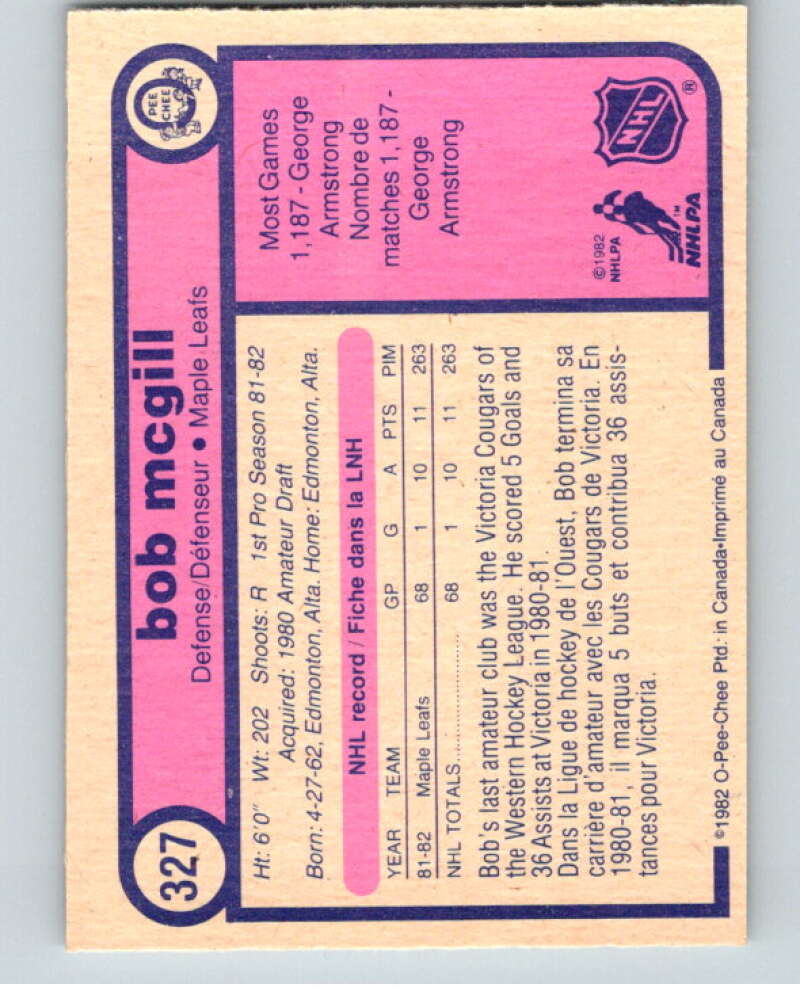 327
bob mcgill
Defense/Défenseur • Maple Leafs
O
PEE
CHEE
Ht: 6'0" Wt: 202 Shoots: R 1st Pro Season 81-82
Acquired: 1980 Amateur Draft
Born: 4-27-62, Edmonton, Alta. Home: Edmonton, Alta.
NHL record / Fiche dans la LNH
YEAR TEAM GP G A PTS PIM
81-82 Maple Leafs 68 1 10 11 263
NHL TOTALS.................... 68 1 10 11 263
Bob's last amateur club was the Victoria Cougars of
the Western Hockey League. He scored 5 Goals and
36 Assists at Victoria in 1980-81.
Dans la Ligue de hockey de l'Ouest, Bob termina sa
carrière d'amateur avec les Cougars de Victoria. En
1980-81, il marqua 5 buts et contribua 36 assis-
tances pour Victoria.
Most Games
1,187 - George
Armstrong
Nombre de
matches 1,187 -
George
Armstrong
©1982
NHLPA
TM
NHLPA
NHL
®
©1982 O-Pee-Chee Ptd. in Canada•Imprimé au Canada